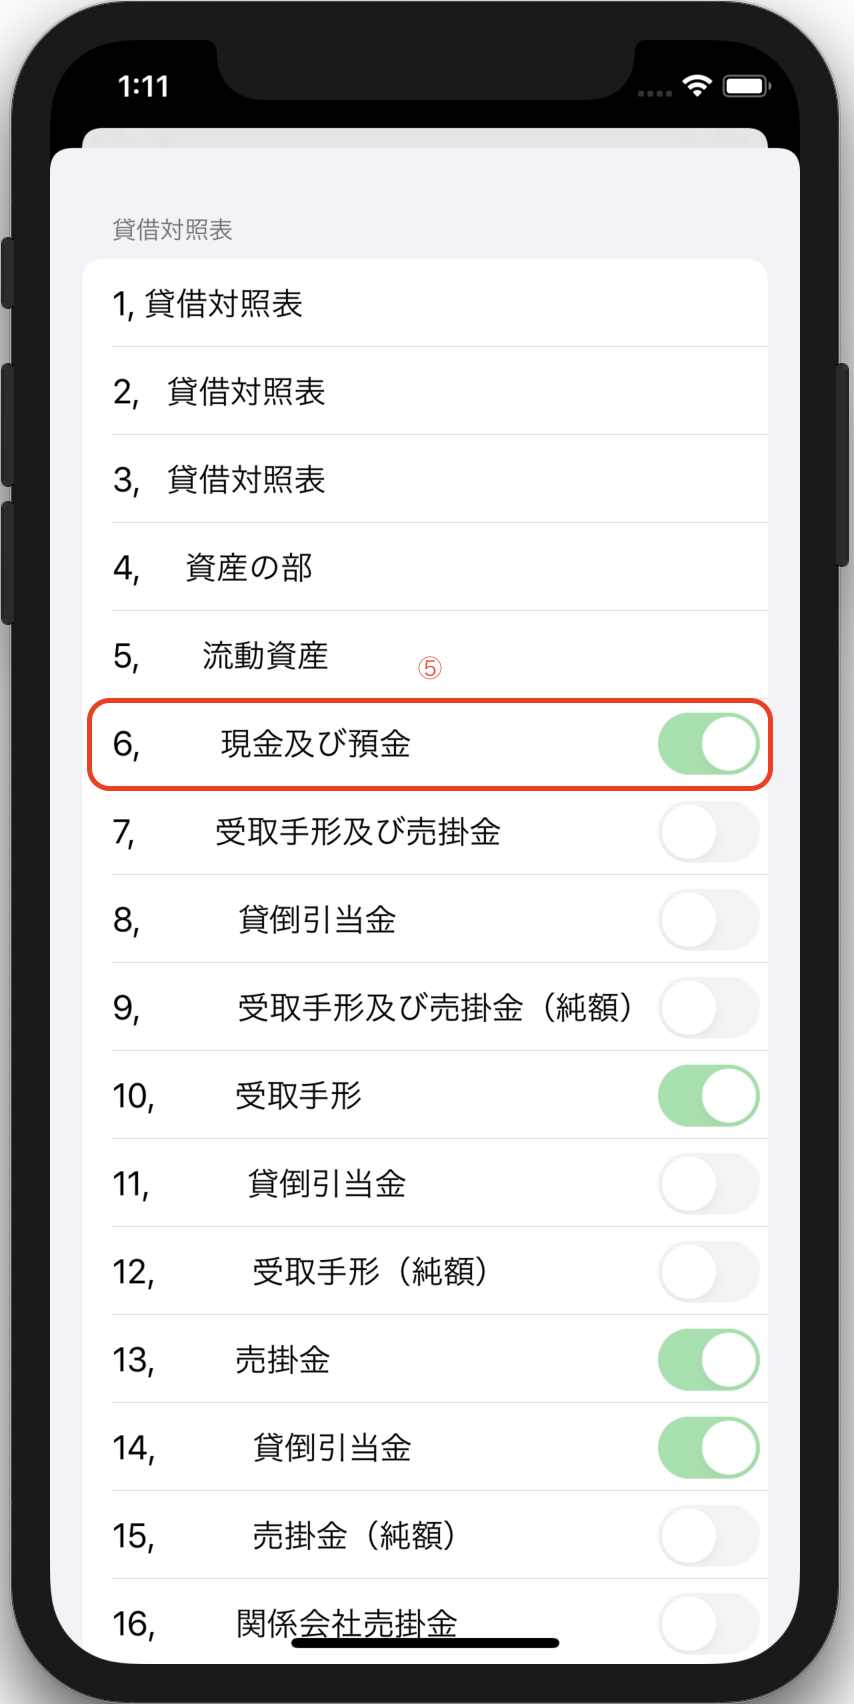 1:11
貸借対照表
1, 貸借対照表
2, 貸借対照表
3, 貸借対照表
4, 資産の部
5, 流動資産
⑤
6, 現金及び預金
7, 受取手形及び売掛金
8, 貸倒引当金
9, 受取手形及び売掛金（純額）
10, 受取手形
11, 貸倒引当金
12, 受取手形（純額）
13, 売掛金
14, 貸倒引当金
15, 売掛金（純額）
16, 関係会社売掛金